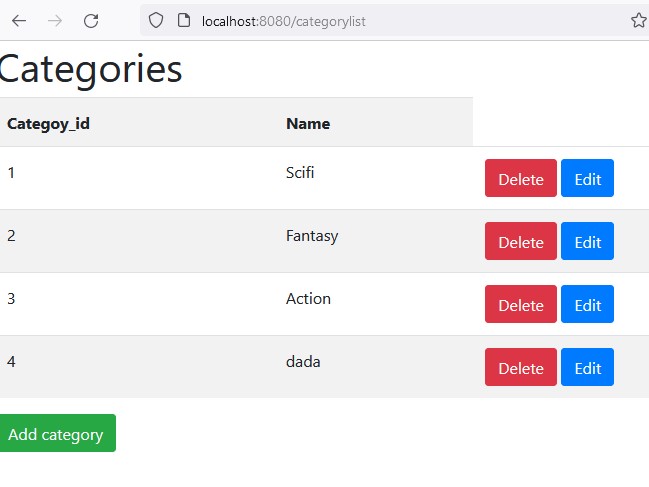 localhost:8080/categorylist
Categories
Categoy_id Name
1 Scifi Delete Edit
2 Fantasy Delete Edit
3 Action Delete Edit
4 dada Delete Edit
Add category